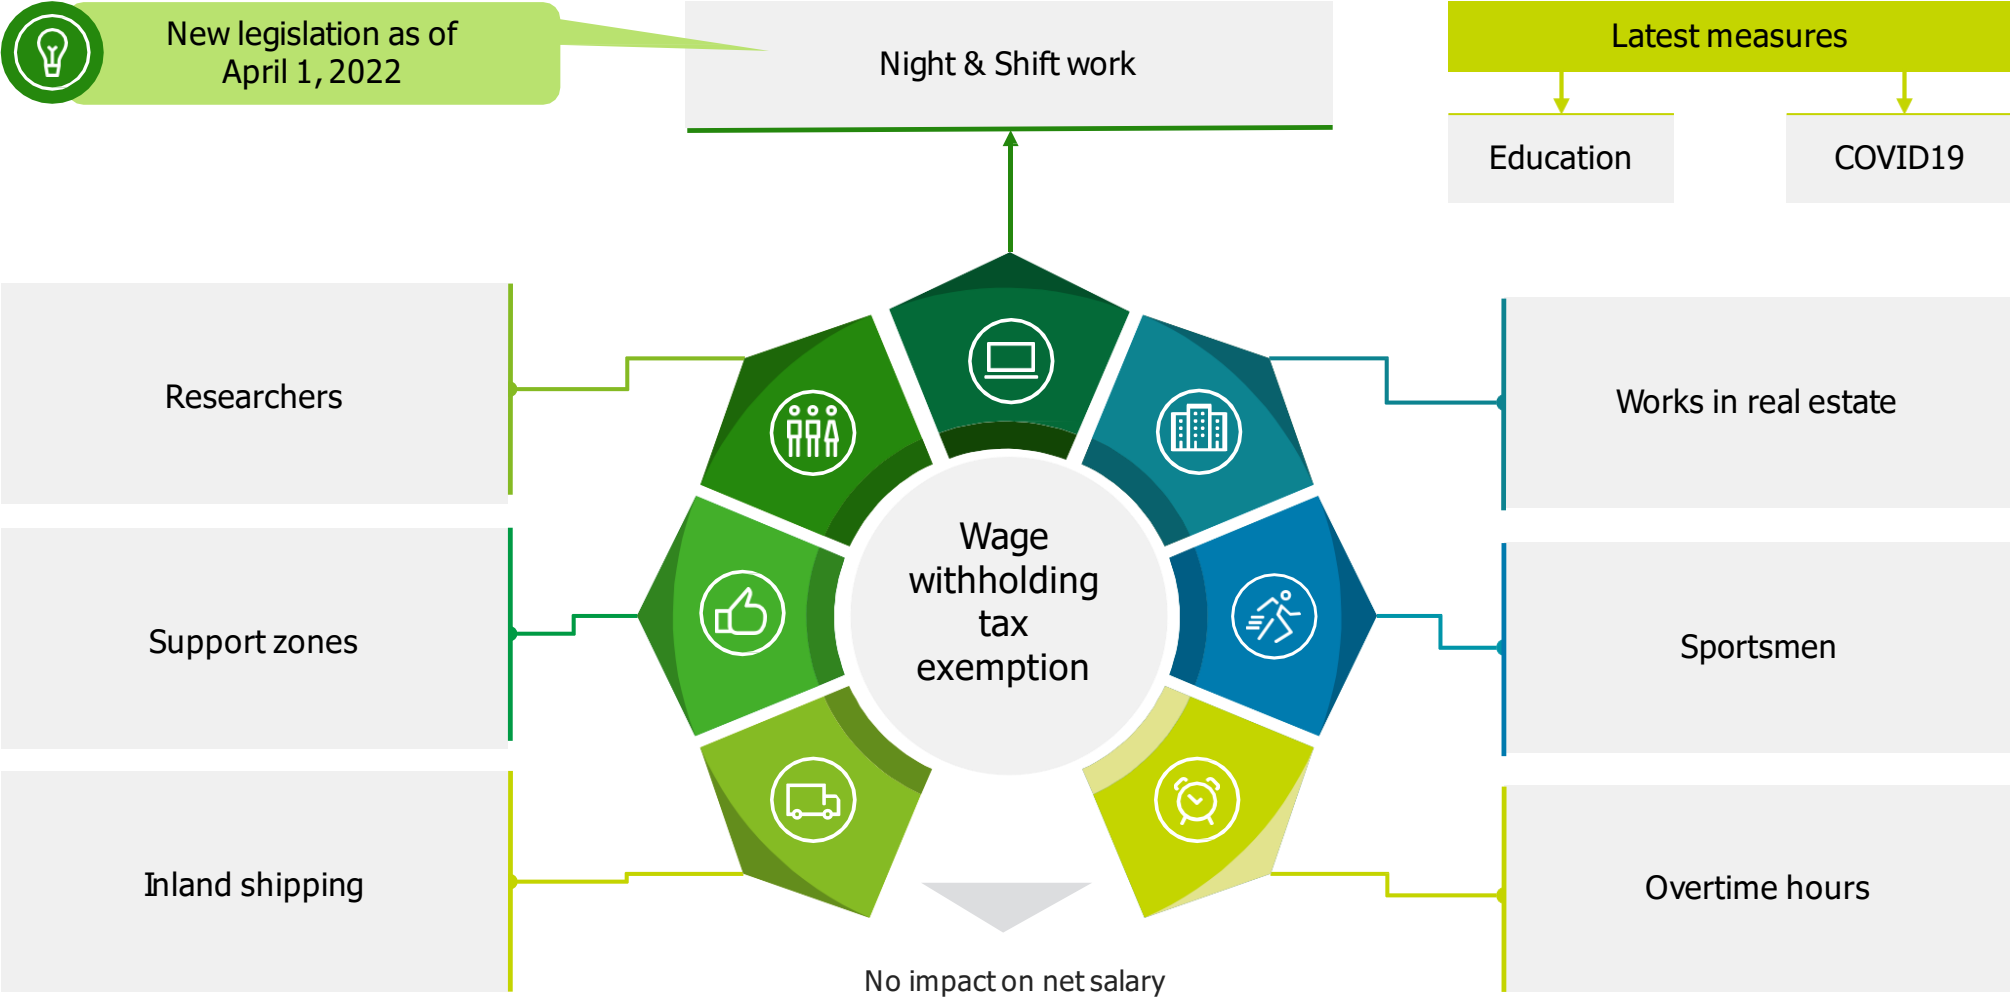 New legislation as of
April 1, 2022
Night & Shift work
Latest measures
Education
COVID19
Researchers
Works in real estate
Wage
withholding
tax
exemption
Support zones
Sportsmen
Inland shipping
Overtime hours
No impact on net salary